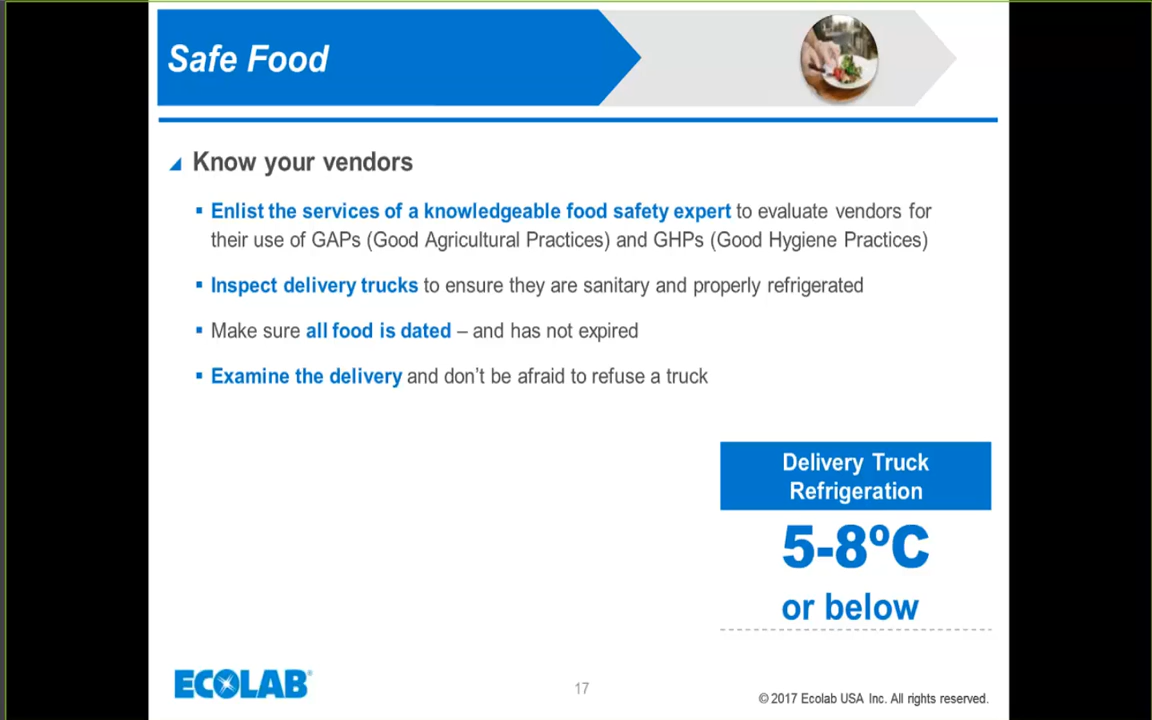 Safe Food
Know your vendors
Enlist the services of a knowledgeable food safety expert to evaluate vendors for
their use of GAPs (Good Agricultural Practices) and GHPs (Good Hygiene Practices)
Inspect delivery trucks to ensure they are sanitary and properly refrigerated
Make sure all food is dated – and has not expired
Examine the delivery and don’t be afraid to refuse a truck
Delivery Truck
Refrigeration
5-8ºC
or below
ECOLAB®
17
© 2017 Ecolab USA Inc. All rights reserved.